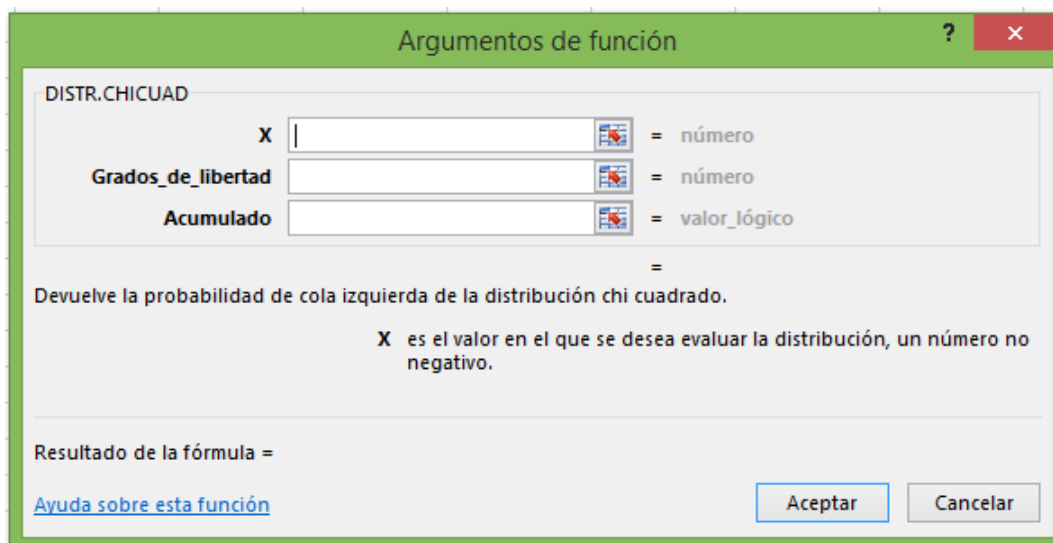 Argumentos de función
? ×
DISTR.CHICUAD
X = número
Grados_de_libertad = número
Acumulado = valor_lógico
=
Devuelve la probabilidad de cola izquierda de la distribución chi cuadrado.
X es el valor en el que se desea evaluar la distribución, un número no
negativo.
Resultado de la fórmula =
Ayuda sobre esta función
Aceptar Cancelar